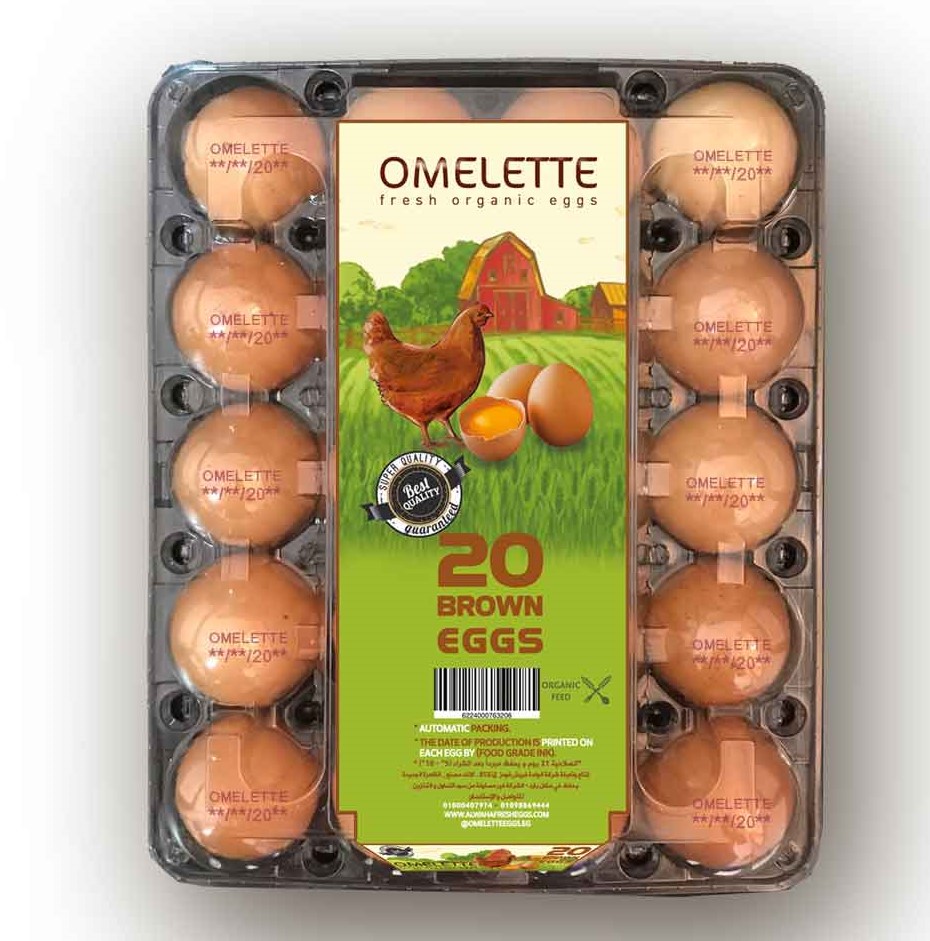 OMELETTE
fresh organic eggs
SUPER QUALITY
Best
QUALITY
guaranteed
20
BROWN
EGGS
6224000763206
ORGANIC
FEED
* AUTOMATIC PACKING.
* THE DATE OF PRODUCTION IS PRINTED ON
EACH EGG BY (FOOD GRADE INK).
WWW.ALWAHAFRESHEGGS.COM
@OMELETTEEGGS.EG
OMELETTE
20
OMELETTE
**/**/20**
OMELETTE
**/**/20**
OMELETTE
**/**/20**
OMELETTE
**/**/20**
OMELETTE
**/**/20**
OMELETTE
**/**/20**
OMELETTE
**/**/20**
OMELETTE
**/**/20**
OMELETTE
**/**/20**
OMELETTE
**/**/20**